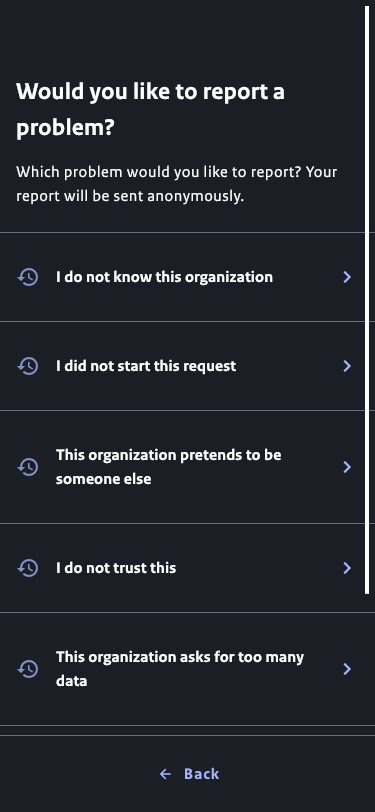 Would you like to report a
problem?
Which problem would you like to report? Your
report will be sent anonymously.
I do not know this organization
I did not start this request
This organization pretends to be
someone else
I do not trust this
This organization asks for too many
data
Back